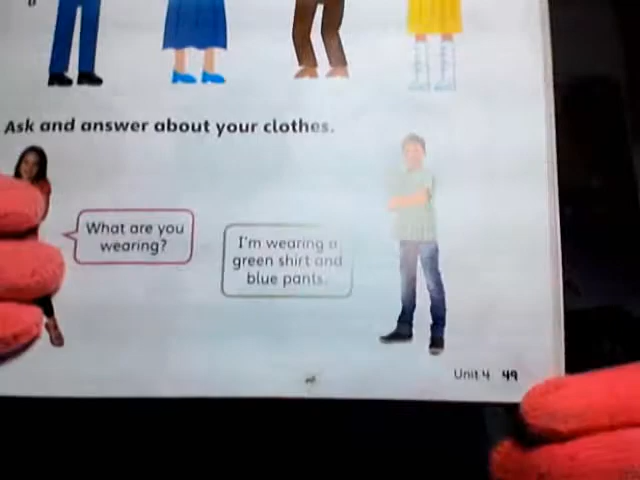 Ask and answer about your clothes.
What are you
wearing?
I'm wearing a
green shirt and
blue pants.
Unit 4 49